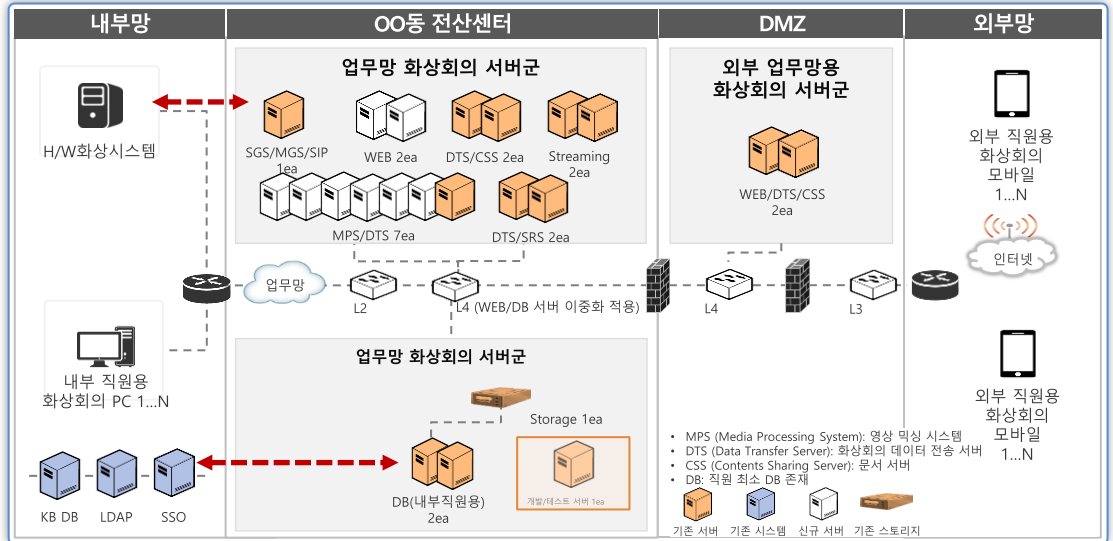 내부망
OO동 전산센터
DMZ
외부망
업무망 화상회의 서버군
외부 업무망용
화상회의 서버군
H/W화상시스템
SGS/MGS/SIP
1ea
WEB 2ea
DTS/CSS 2ea
Streaming
2ea
MPS/DTS 7ea
DTS/SRS 2ea
WEB/DTS/CSS
2ea
외부 직원용
화상회의
모바일
1...N
인터넷
업무망
L2
L4 (WEB/DB 서버 이중화 적용)
L4
L3
내부 직원용
화상회의 PC 1...N
업무망 화상회의 서버군
Storage 1ea
DB(내부직원용)
2ea
개발/테스트 서버 1ea
외부 직원용
화상회의
모바일
1...N
KB DB
LDAP
SSO
• MPS (Media Processing System): 영상 믹싱 시스템
• DTS (Data Transfer Server): 화상회의 데이터 전송 서버
• CSS (Contents Sharing Server): 문서 서버
• DB: 직원 최소 DB 존재
기존 서버
기존 시스템
신규 서버
기존 스토리지